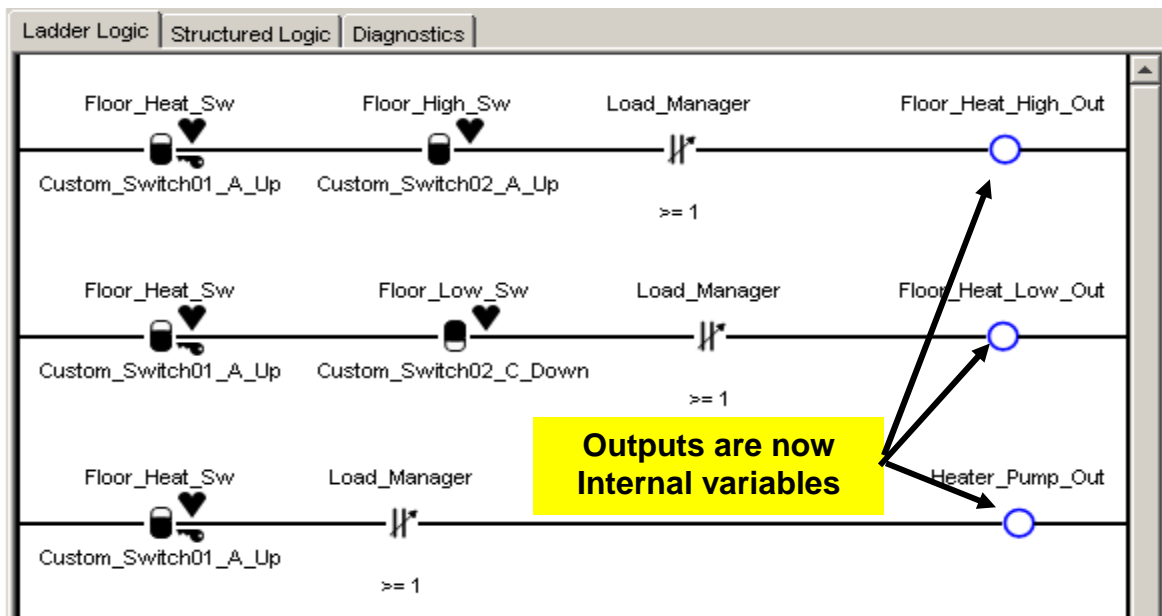 Ladder Logic Structured Logic Diagnostics
Floor_Heat_Sw Floor_High_Sw Load_Manager Floor_Heat_High_Out
Custom_Switch01_A_Up Custom_Switch02_A_Up
>= 1
Floor_Heat_Sw Floor_Low_Sw Load_Manager Floor_Heat_Low_Out
Custom_Switch01_A_Up Custom_Switch02_C_Down
>= 1
Outputs are now
Internal variables
Floor_Heat_Sw Load_Manager Heater_Pump_Out
Custom_Switch01_A_Up
>= 1